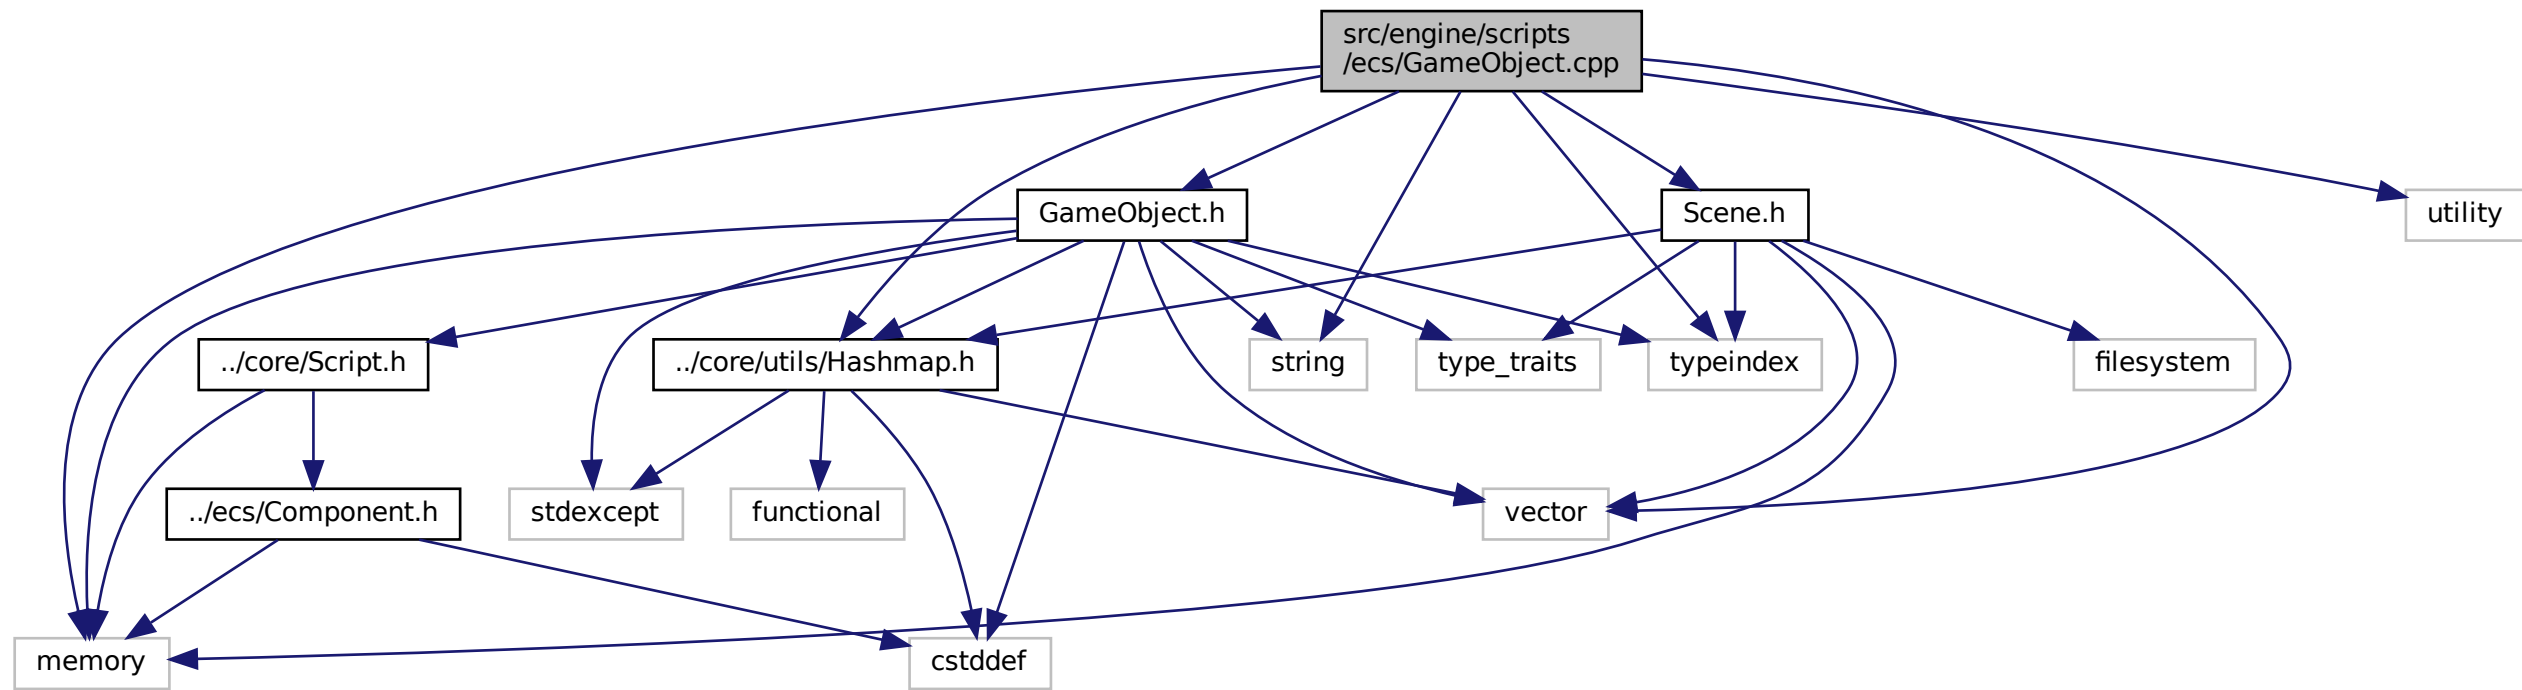 src/engine/scripts
/ecs/GameObject.cpp
GameObject.h
Scene.h
utility
../core/Script.h
../core/utils/Hashmap.h
string
type_traits
typeindex
filesystem
../ecs/Component.h
stdexcept
functional
vector
memory
cstddef